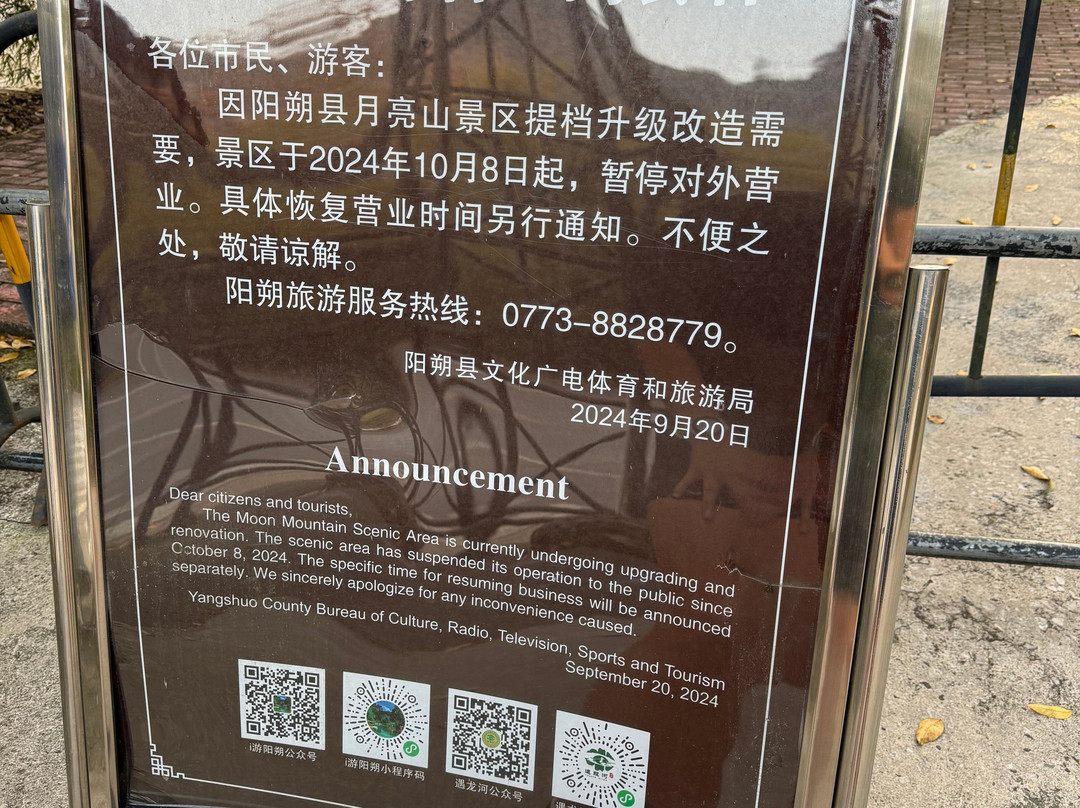 各位市民、游客：
因阳朔县月亮山景区提档升级改造需
要，景区于2024年10月8日起，暂停对外营
业。具体恢复营业时间另行通知。不便之
处，敬请谅解。
阳朔旅游服务热线：0773-8828779。
阳朔县文化广电体育和旅游局
2024年9月20日
Announcement
Dear citizens and tourists,
The Moon Mountain Scenic Area is currently undergoing upgrading and
renovation. The scenic area has suspended its operation to the public since
October 8, 2024. The specific time for resuming business will be announced
separately. We sincerely apologize for any inconvenience caused.
Yangshuo County Bureau of Culture, Radio, Television, Sports and Tourism
September 20, 2024
i游阳朔公众号
i游阳朔小程序码
遇龙河公众号